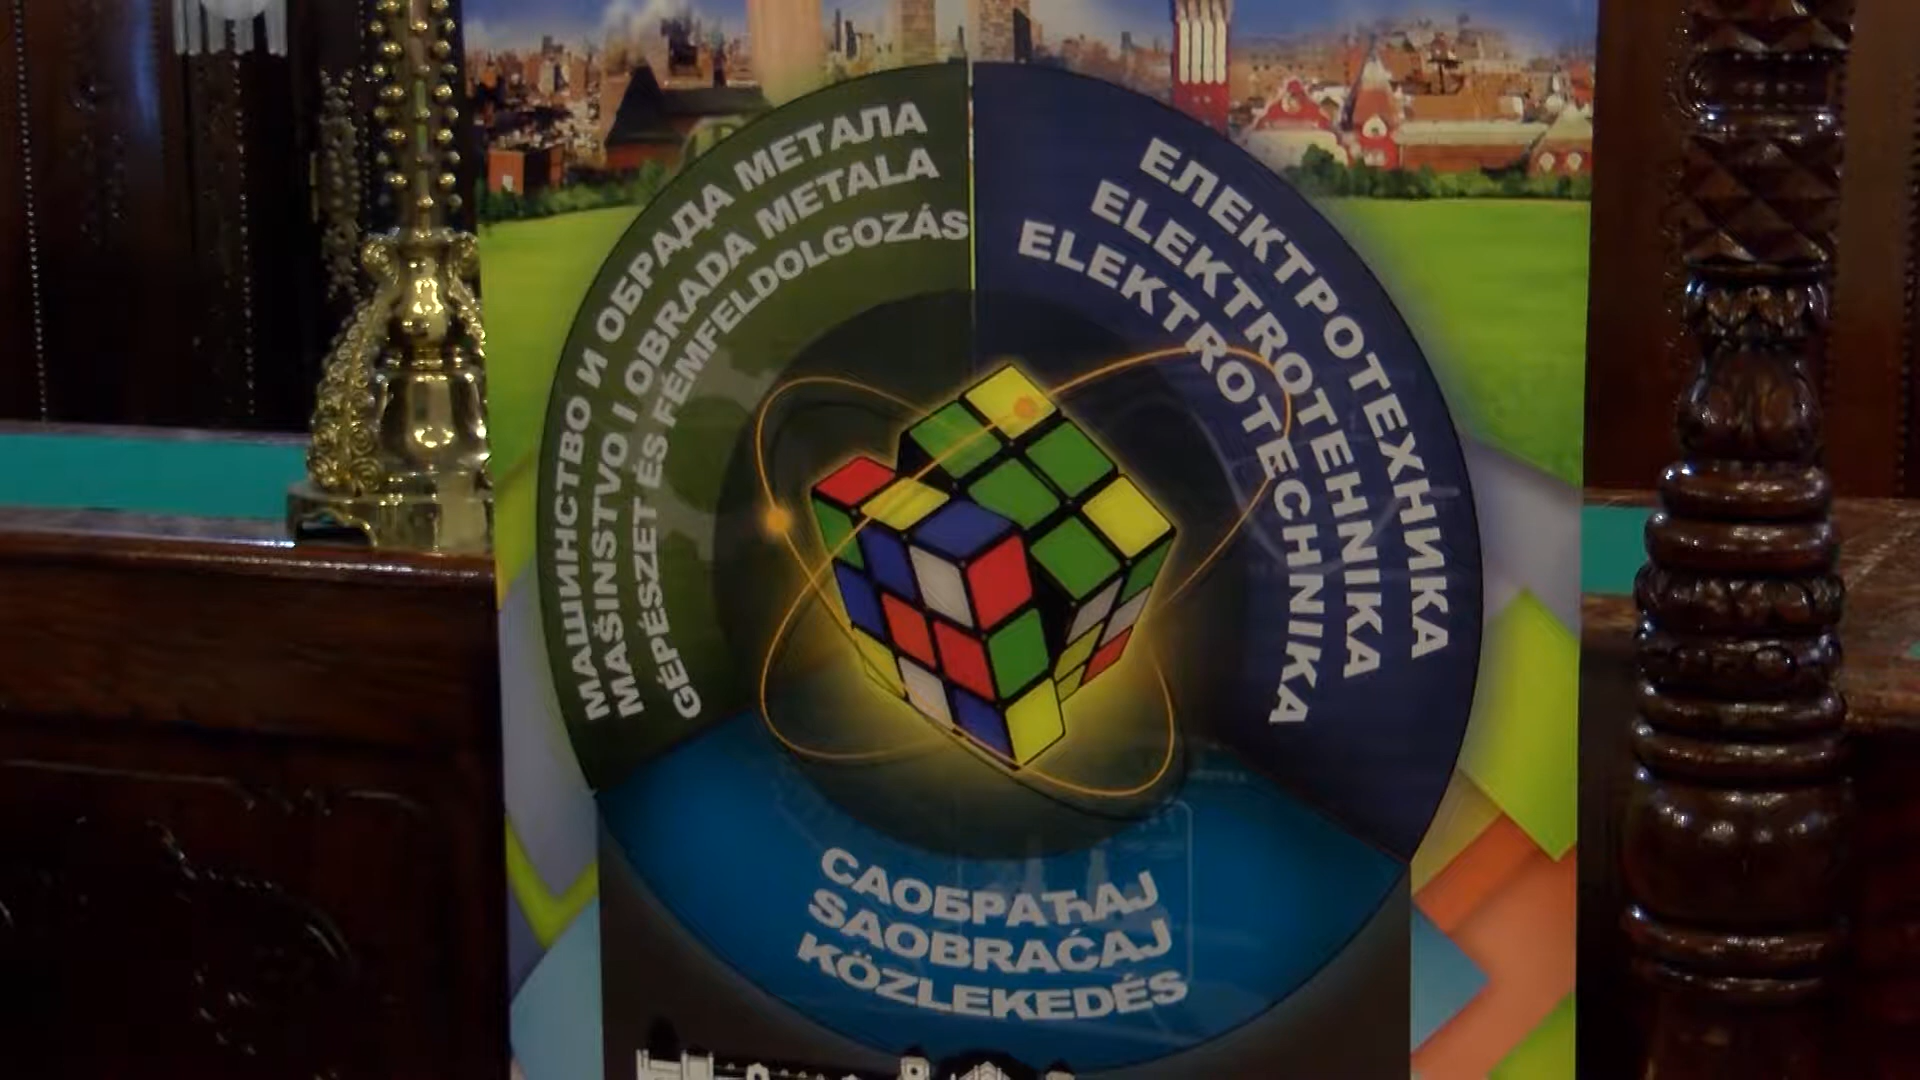 МАШИНСТВО И ОБРАДА МЕТАЛА
MAŠINSTVO I OBRADA METALA
GÉPÉSZET ÉS FÉMFELDOLGOZÁS
ЕЛЕКТРОТЕХНИКА
ELEKTROTEHNIKA
ELEKTROTECHNIKA
САОБРАЋАЈ
SAOBRAĆAJ
KÖZLEKEDÉS